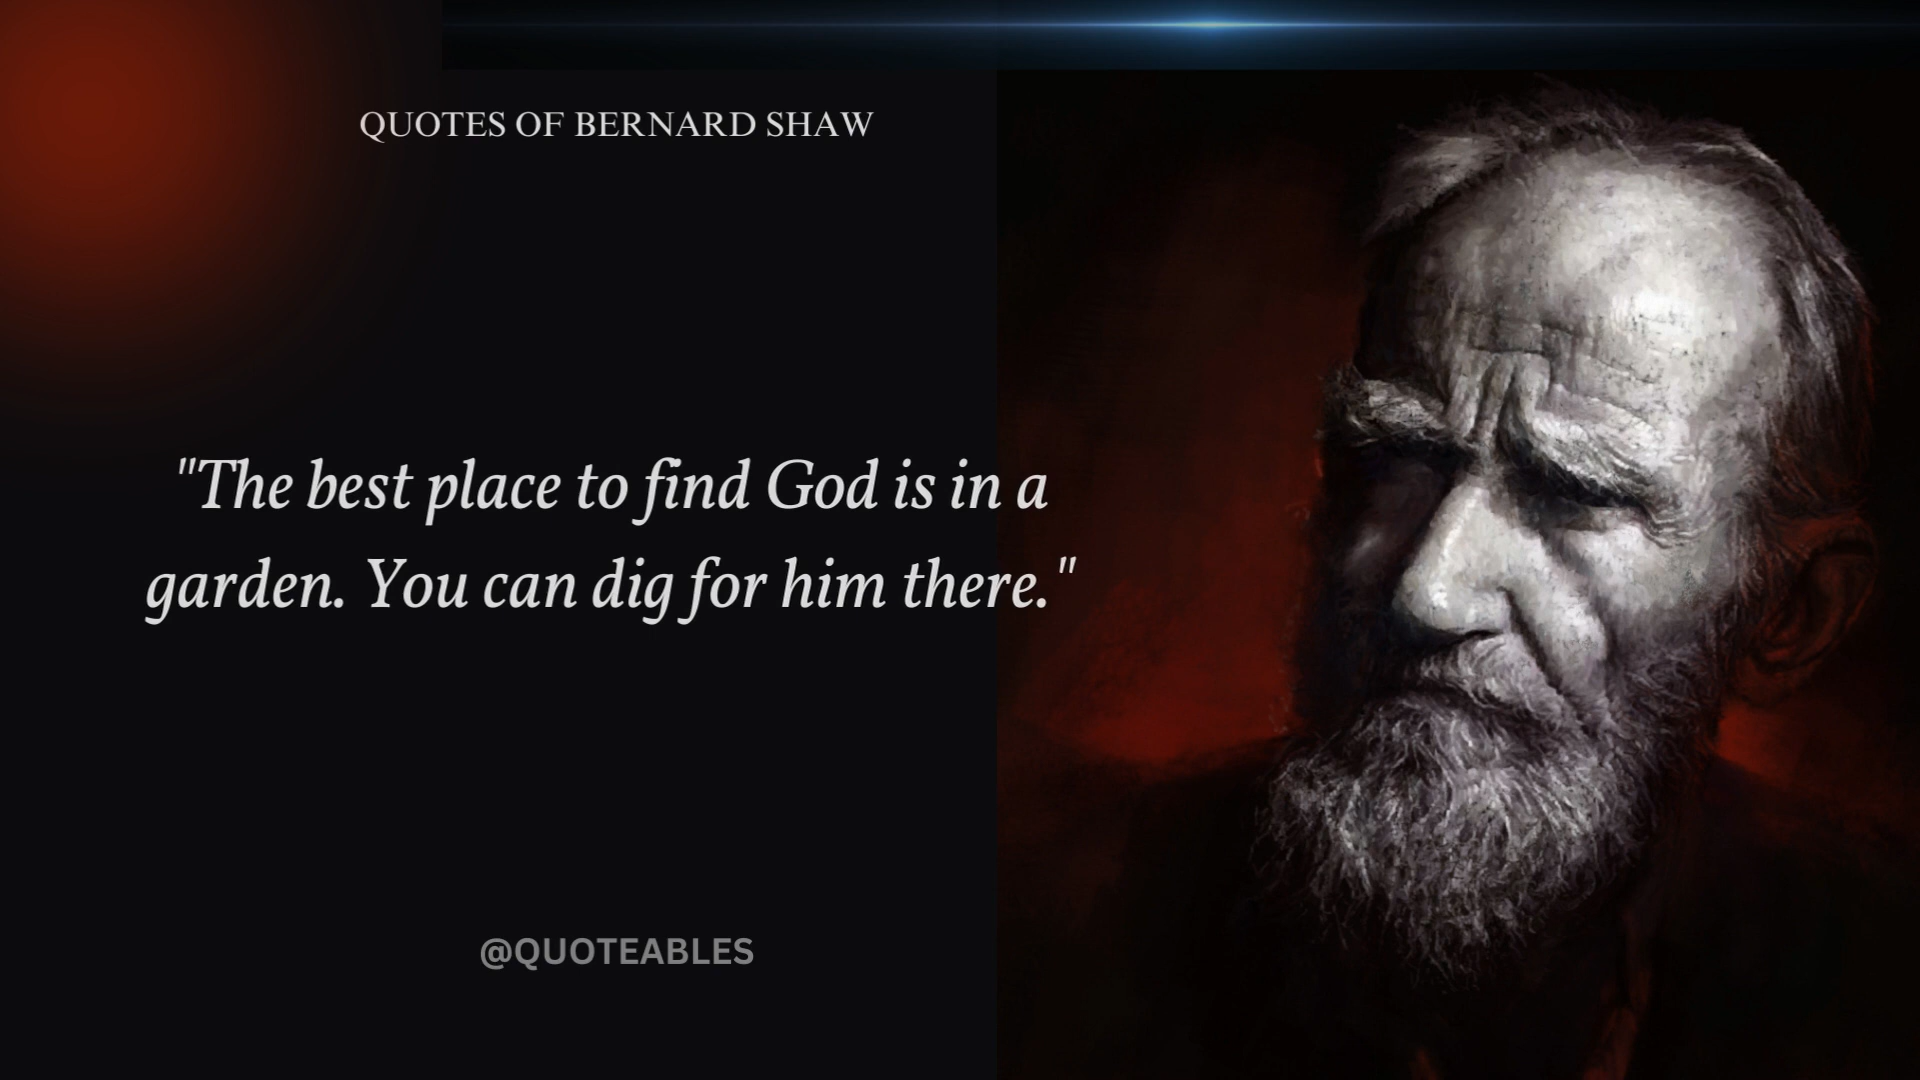 QUOTES OF BERNARD SHAW
"The best place to find God is in a
garden. You can dig for him there."
@QUOTEABLES